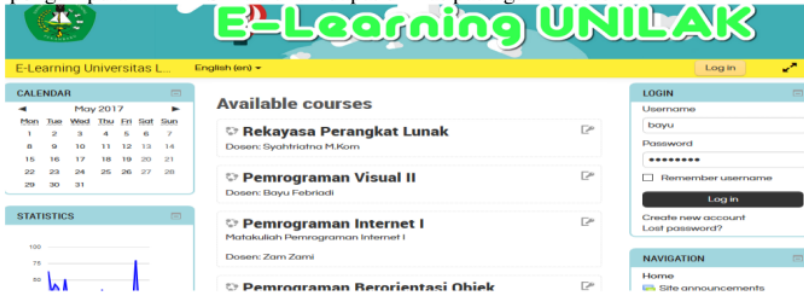 E-Learning UNILAK
E-Learning Universitas L...
English (en)
Log in
CALENDAR
May 2017
Mon Tue Wed Thu Fri Sat Sun
1 2 3 4 5 6 7
8 9 10 11 12 13 14
15 16 17 18 19 20 21
22 23 24 25 26 27 28
29 30 31
STATISTICS
100
75
50
Available courses
Rekayasa Perangkat Lunak
Dosen: Syahtriatna M.Kom
Pemrograman Visual II
Dosen: Bayu Febriadi
Pemrograman Internet I
Matakuliah Pemrograman Internet I
Dosen: Zam Zami
Pemrograman Berorientasi Objek
LOGIN
Username
bayu
Password
Remember username
Log in
Create new account
Lost password?
NAVIGATION
Home
Site announcements